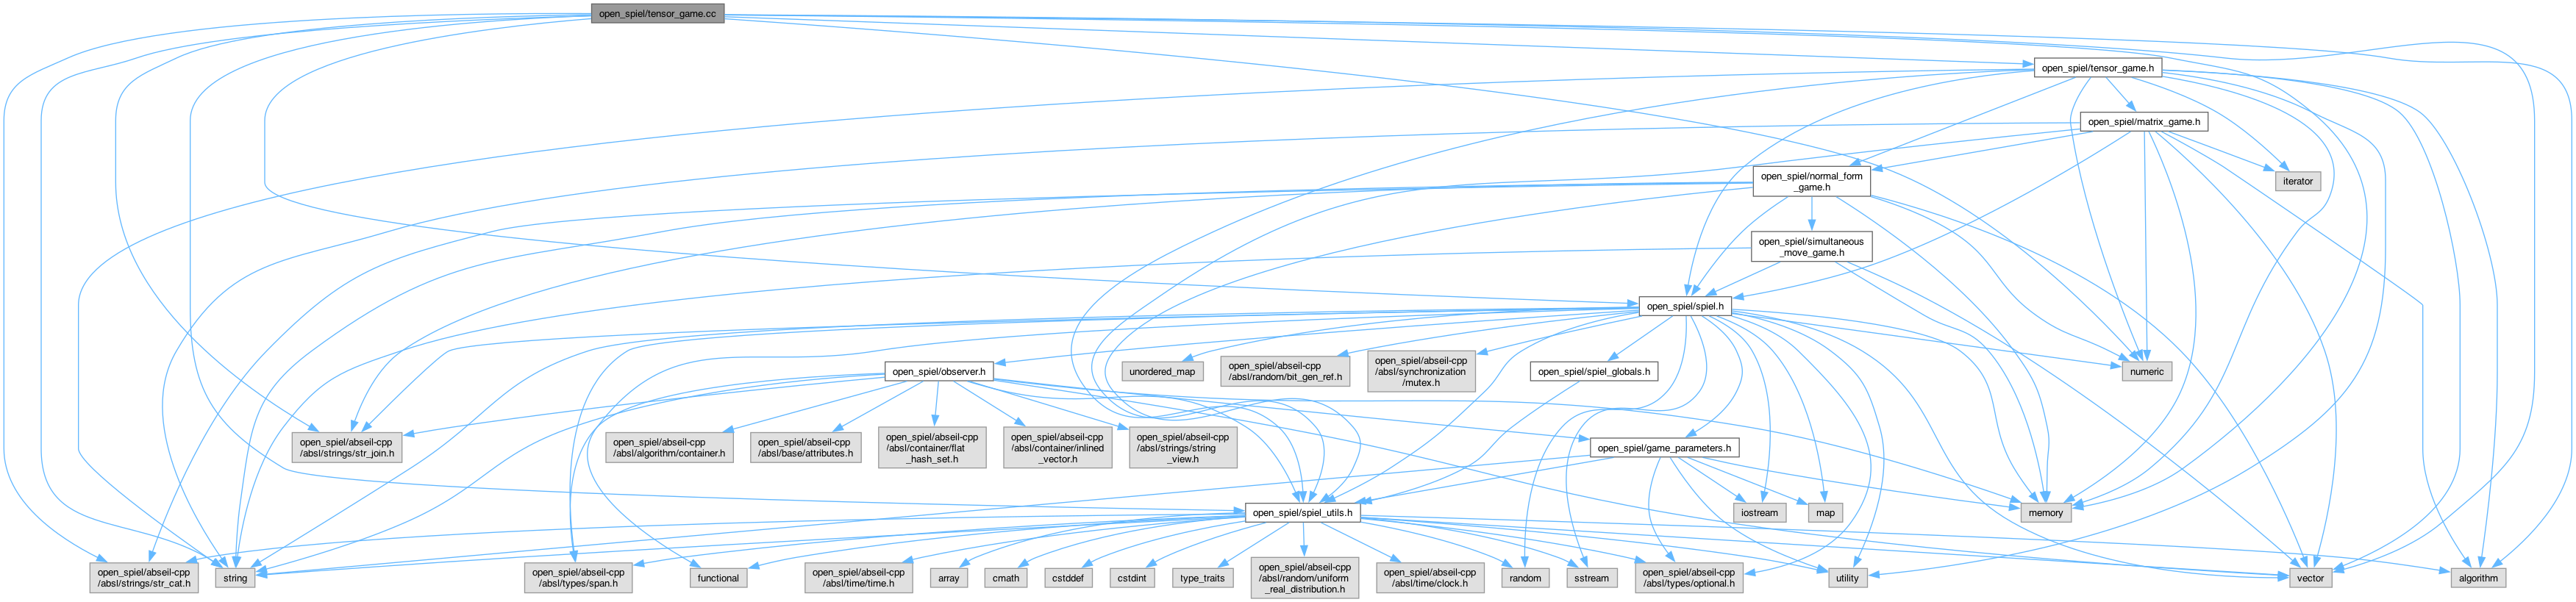 open_spiel/tensor_game.cc
open_spiel/tensor_game.h
open_spiel/matrix_game.h
open_spiel/normal_form
_game.h
iterator
open_spiel/simultaneous
_move_game.h
open_spiel/spiel.h
open_spiel/observer.h
unordered_map
open_spiel/abseil-cpp
/absl/random/bit_gen_ref.h
open_spiel/abseil-cpp
/absl/synchronization
/mutex.h
open_spiel/spiel_globals.h
numeric
open_spiel/abseil-cpp
/absl/strings/str_join.h
open_spiel/abseil-cpp
/absl/algorithm/container.h
open_spiel/abseil-cpp
/absl/base/attributes.h
open_spiel/abseil-cpp
/absl/container/flat
_hash_set.h
open_spiel/abseil-cpp
/absl/container/inlined
_vector.h
open_spiel/abseil-cpp
/absl/strings/string
_view.h
open_spiel/game_parameters.h
open_spiel/spiel_utils.h
iostream
map
memory
open_spiel/abseil-cpp
/absl/strings/str_cat.h
string
open_spiel/abseil-cpp
/absl/types/span.h
functional
open_spiel/abseil-cpp
/absl/time/time.h
array
cmath
cstddef
cstdint
type_traits
open_spiel/abseil-cpp
/absl/random/uniform
_real_distribution.h
open_spiel/abseil-cpp
/absl/time/clock.h
random
sstream
open_spiel/abseil-cpp
/absl/types/optional.h
utility
vector
algorithm